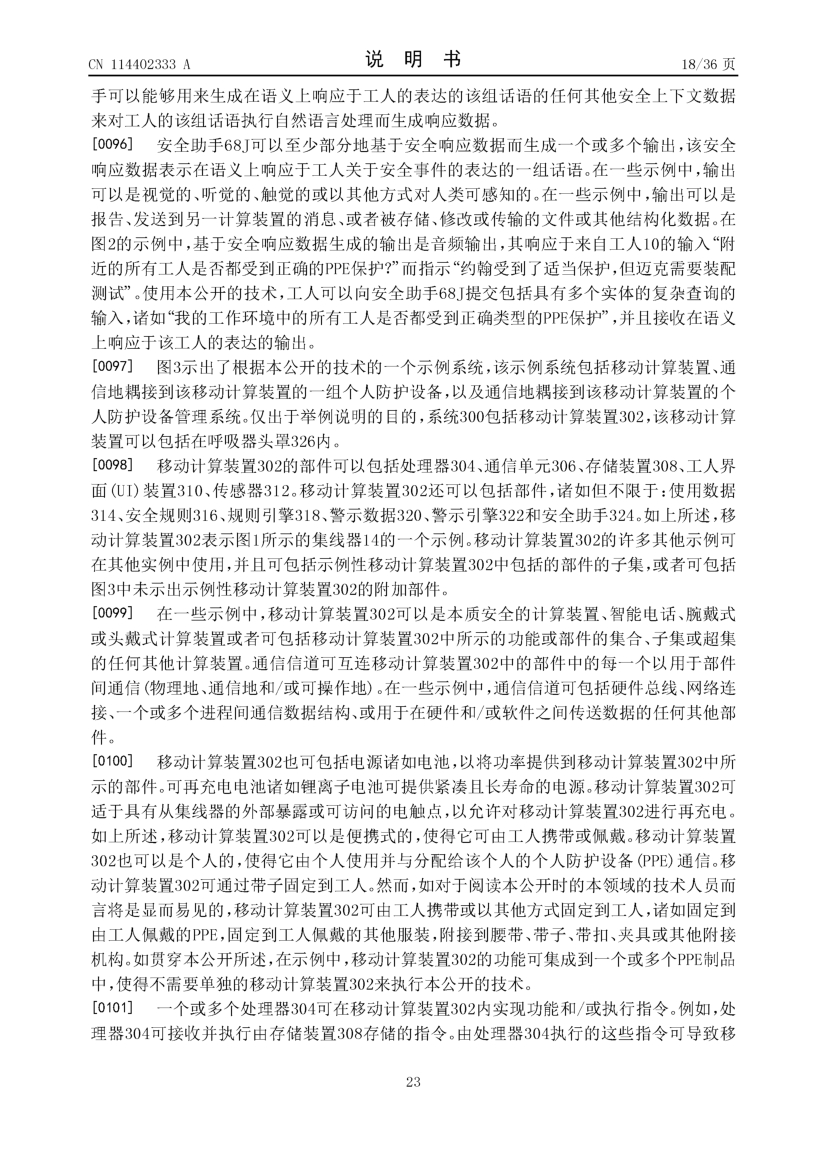 CN 114402333 A
说 明 书
18/36 页
手可以能够用来生成在语义上响应于工人的表达的该组话语的任何其他安全上下文数据
来对工人的该组话语执行自然语言处理而生成响应数据。
[0096] 安全助手68J可以至少部分地基于安全响应数据而生成一个或多个输出,该安全
响应数据表示在语义上响应于工人关于安全事件的表达的一组话语。在一些示例中,输出
可以是视觉的、听觉的、触觉的或以其他方式对人类可感知的。在一些示例中,输出可以是
报告、发送到另一计算装置的消息、或者被存储、修改或传输的文件或其他结构化数据。在
图2的示例中,基于安全响应数据生成的输出是音频输出,其响应于来自工人10的输入“附
近的所有工人是否都受到正确的PPE保护?”而指示“约翰受到了适当保护,但迈克需要装配
测试”。使用本公开的技术,工人可以向安全助手68J提交包括具有多个实体的复杂查询的
输入,诸如“我的工作环境中的所有工人是否都受到正确类型的PPE保护”,并且接收在语义
上响应于该工人的表达的输出。
[0097] 图3示出了根据本公开的技术的一个示例系统,该示例系统包括移动计算装置、通
信地耦接到该移动计算装置的一组个人防护设备,以及通信地耦接到该移动计算装置的个
人防护设备管理系统。仅出于举例说明的目的,系统300包括移动计算装置302,该移动计算
装置可以包括在呼吸器头罩326内。
[0098] 移动计算装置302的部件可以包括处理器304、通信单元306、存储装置308、工人界
面(UI)装置310、传感器312。移动计算装置302还可以包括部件,诸如但不限于:使用数据
314、安全规则316、规则引擎318、警示数据320、警示引擎322和安全助手324。如上所述,移
动计算装置302表示图1所示的集线器14的一个示例。移动计算装置302的许多其他示例可
在其他实例中使用,并且可包括示例性移动计算装置302中包括的部件的子集,或者可包括
图3中未示出示例性移动计算装置302的附加部件。
[0099] 在一些示例中,移动计算装置302可以是本质安全的计算装置、智能电话、腕戴式
或头戴式计算装置或者可包括移动计算装置302中所示的功能或部件的集合、子集或超集
的任何其他计算装置。通信信道可互连移动计算装置302中的部件中的每一个以用于部件
间通信(物理地、通信地和/或可操作地)。在一些示例中,通信信道可包括硬件总线、网络连
接、一个或多个进程间通信数据结构、或用于在硬件和/或软件之间传送数据的任何其他部
件。
[0100] 移动计算装置302也可包括电源诸如电池,以将功率提供到移动计算装置302中所
示的部件。可再充电电池诸如锂离子电池可提供紧凑且长寿命的电源。移动计算装置302可
适于具有从集线器的外部暴露或可访问的电触点,以允许对移动计算装置302进行再充电。
如上所述,移动计算装置302可以是便携式的,使得它可由工人携带或佩戴。移动计算装置
302也可以是个人的,使得它由个人使用并与分配给该个人的个人防护设备(PPE)通信。移
动计算装置302可通过带子固定到工人。然而,如对于阅读本公开时的本领域的技术人员而
言将是显而易见的,移动计算装置302可由工人携带或以其他方式固定到工人,诸如固定到
由工人佩戴的PPE,固定到工人佩戴的其他服装,附接到腰带、带子、带扣、夹具或其他附接
机构。如贯穿本公开所述,在示例中,移动计算装置302的功能可集成到一个或多个PPE制品
中,使得不需要单独的移动计算装置302来执行本公开的技术。
[0101] 一个或多个处理器304可在移动计算装置302内实现功能和/或执行指令。例如,处
理器304可接收并执行由存储装置308存储的指令。由处理器304执行的这些指令可导致移
23